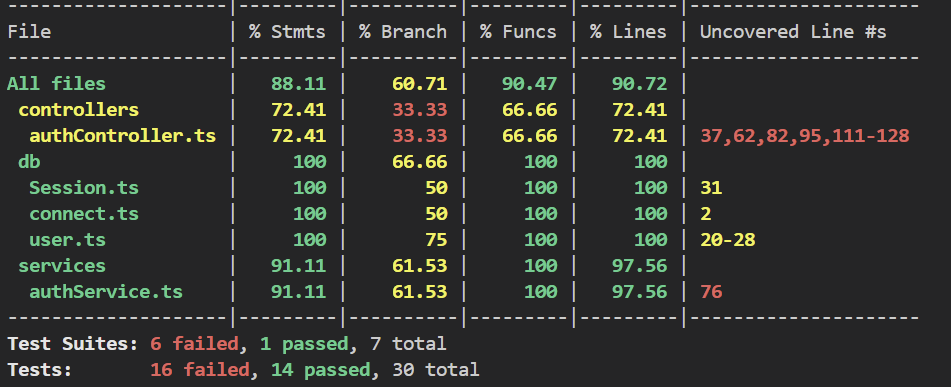 --------------------|---------|----------|---------|---------|---------------------
File                | % Stmts | % Branch | % Funcs | % Lines | Uncovered Line #s
--------------------|---------|----------|---------|---------|---------------------
All files           |   88.11 |    60.71 |   90.47 |   90.72 |
 controllers        |   72.41 |    33.33 |   66.66 |   72.41 |
  authController.ts |   72.41 |    33.33 |   66.66 |   72.41 | 37,62,82,95,111-128
 db                 |     100 |    66.66 |     100 |     100 |
  Session.ts        |     100 |       50 |     100 |     100 | 31
  connect.ts        |     100 |       50 |     100 |     100 | 2
  user.ts           |     100 |       75 |     100 |     100 | 20-28
 services           |   91.11 |    61.53 |     100 |   97.56 |
  authService.ts    |   91.11 |    61.53 |     100 |   97.56 | 76
--------------------|---------|----------|---------|---------|---------------------
Test Suites: 6 failed, 1 passed, 7 total
Tests:       16 failed, 14 passed, 30 total